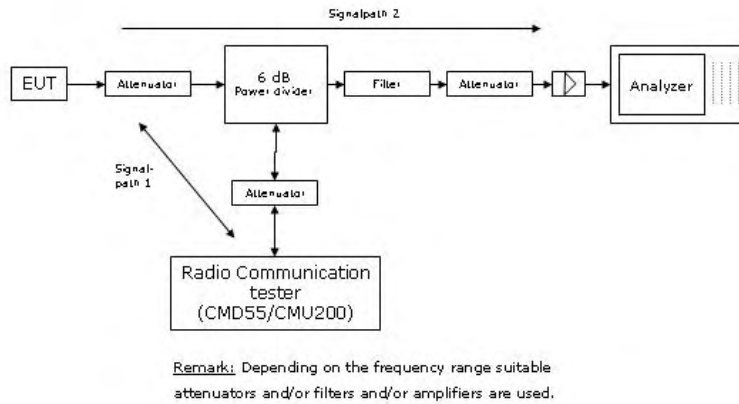 Signalpath 2
EUT
Attenuator
6 dB
Power divider
Filter
Attenuator
Analyzer
Signal-
path 1
Attenuator
Radio Communication
tester
(CMD55/CMU200)
Remark: Depending on the frequency range suitable
attenuators and/or filters and/or amplifiers are used.